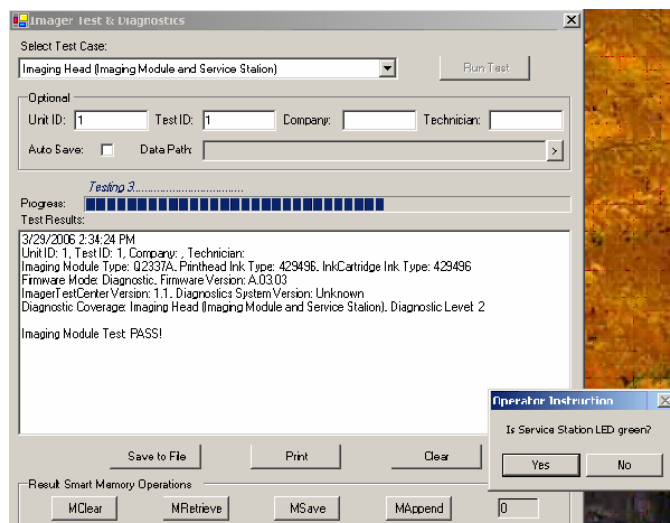 Imager Test & Diagnostics
Select Test Case:
Imaging Head (Imaging Module and Service Station)
Run Test
Optional
Unit ID: 1 Test ID: 1 Company: Technician:
Auto Save: Data Path: >
Testing 3....................................
Progress:
Test Results:
3/29/2006 2:34:24 PM
Unit ID: 1, Test ID: 1, Company: , Technician:
Imaging Module Type: Q2337A, Printhead Ink Type: 429496, InkCartridge Ink Type: 429496
Firmware Mode: Diagnostic, Firmware Version: A.03.03
ImagerTestCenter Version: 1.1, Diagnostics System Version: Unknown
Diagnostic Coverage: Imaging Head (Imaging Module and Service Station), Diagnostic Level: 2
Imaging Module Test: PASS!
Operator Instruction
Is Service Station LED green?
Yes No
Save to File Print Clear
Result Smart Memory Operations
MClear MRetrieve MSave MAppend 0